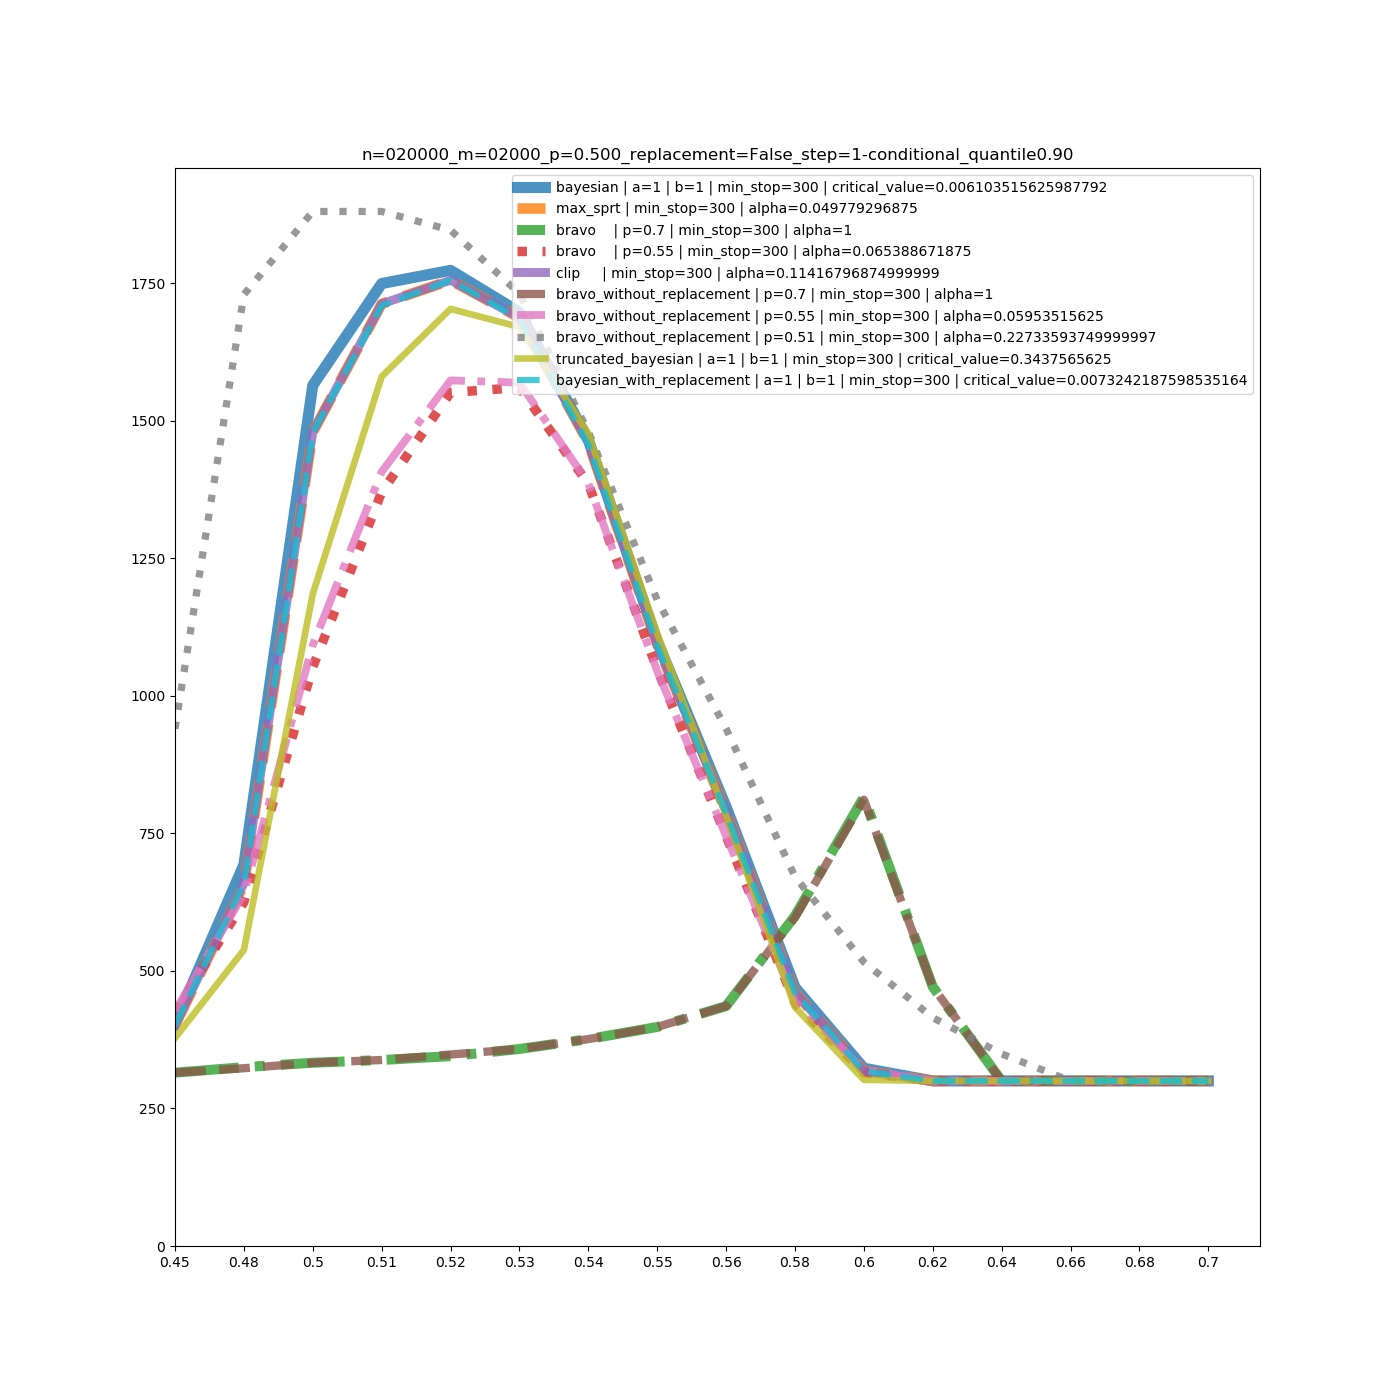 n=020000_m=02000_p=0.500_replacement=False_step=1-conditional_quantile0.90
bayesian | a=1 | b=1 | min_stop=300 | critical_value=0.006103515625987792
max_sprt | min_stop=300 | alpha=0.049779296875
bravo    | p=0.7 | min_stop=300 | alpha=1
bravo    | p=0.55 | min_stop=300 | alpha=0.065388671875
clip     | min_stop=300 | alpha=0.11416796874999999
bravo_without_replacement | p=0.7 | min_stop=300 | alpha=1
bravo_without_replacement | p=0.55 | min_stop=300 | alpha=0.05953515625
bravo_without_replacement | p=0.51 | min_stop=300 | alpha=0.22733593749999997
truncated_bayesian | a=1 | b=1 | min_stop=300 | critical_value=0.3437565625
bayesian_with_replacement | a=1 | b=1 | min_stop=300 | critical_value=0.0073242187598535164
1750
1500
1250
1000
750
500
250
0
0.45 0.48 0.5 0.51 0.52 0.53 0.54 0.55 0.56 0.58 0.6 0.62 0.64 0.66 0.68 0.7